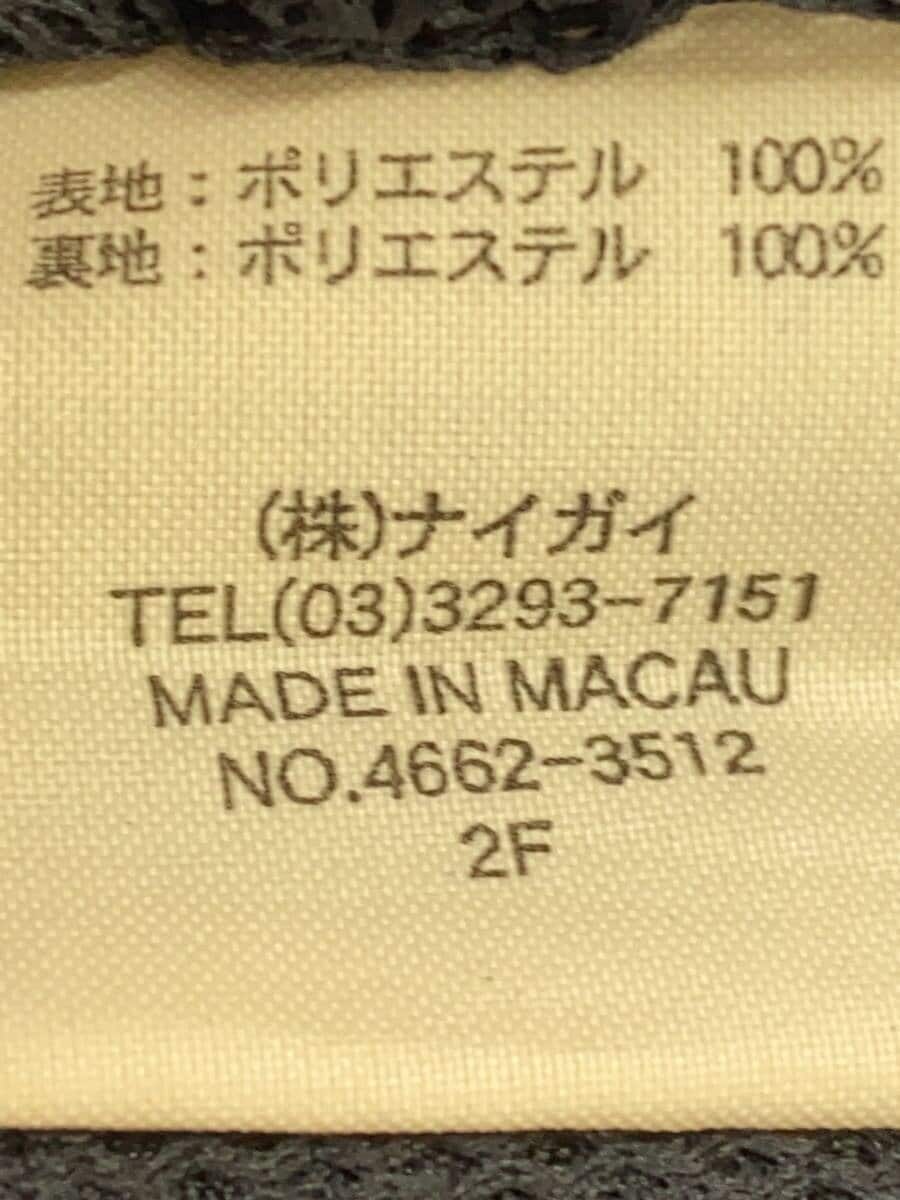 表地：ポリエステル　100%
裏地：ポリエステル　100%
(株)ナイガイ
TEL(03)3293-7151
MADE IN MACAU
NO.4662-3512
2F